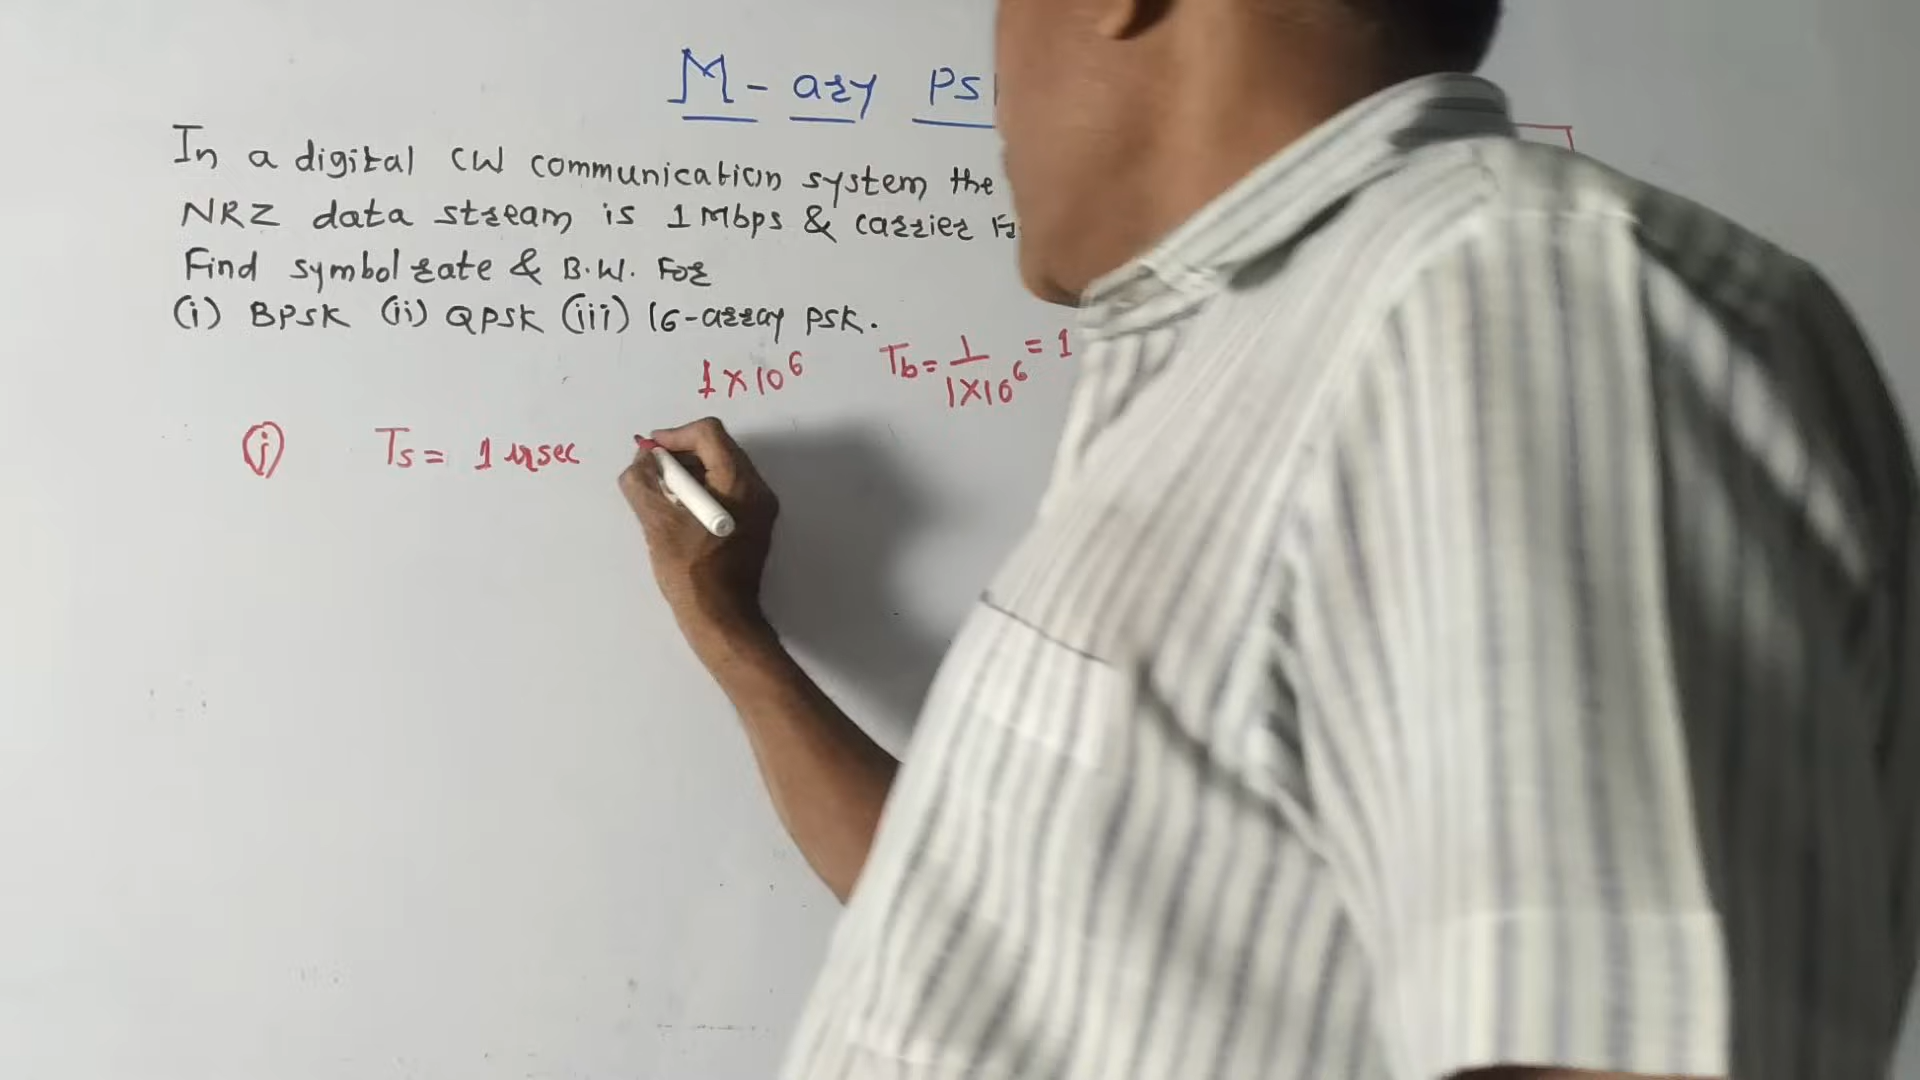 M-ary PS
In a digital CW communication system the
NRZ data stream is 1 Mbps & carrier
Find symbol rate & B.W. For
(i) BPSK (ii) QPSK (iii) 16-array PSK.
1×10⁶ Tb = 1/1×10⁶ = 1
(i) Ts = 1 μsec